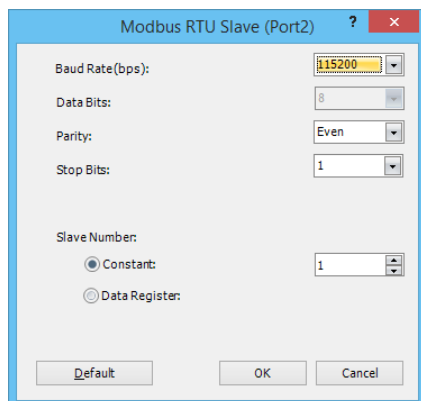 Modbus RTU Slave (Port2) ? ×
Baud Rate(bps): 115200
Data Bits: 8
Parity: Even
Stop Bits: 1
Slave Number:
Constant: 1
Data Register:
Default OK Cancel